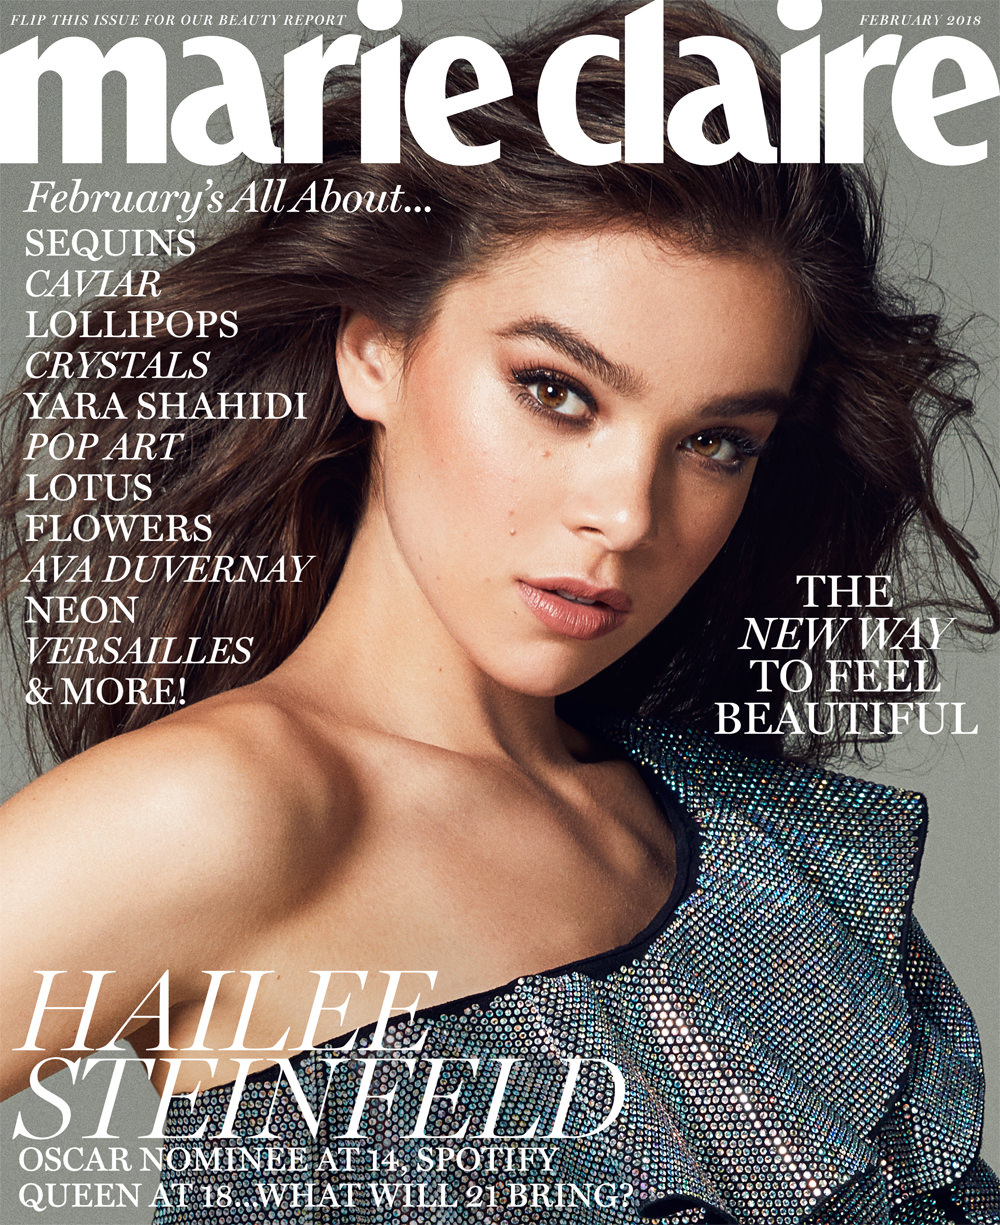 FLIP THIS ISSUE FOR OUR BEAUTY REPORT
FEBRUARY 2018
marie claire
February's All About...
SEQUINS
CAVIAR
LOLLIPOPS
CRYSTALS
YARA SHAHIDI
POP ART
LOTUS
FLOWERS
AVA DUVERNAY
NEON
VERSAILLES
& MORE!
THE
NEW WAY
TO FEEL
BEAUTIFUL
HAILEE
STEINFELD
OSCAR NOMINEE AT 14, SPOTIFY
QUEEN AT 18...WHAT WILL 21 BRING?